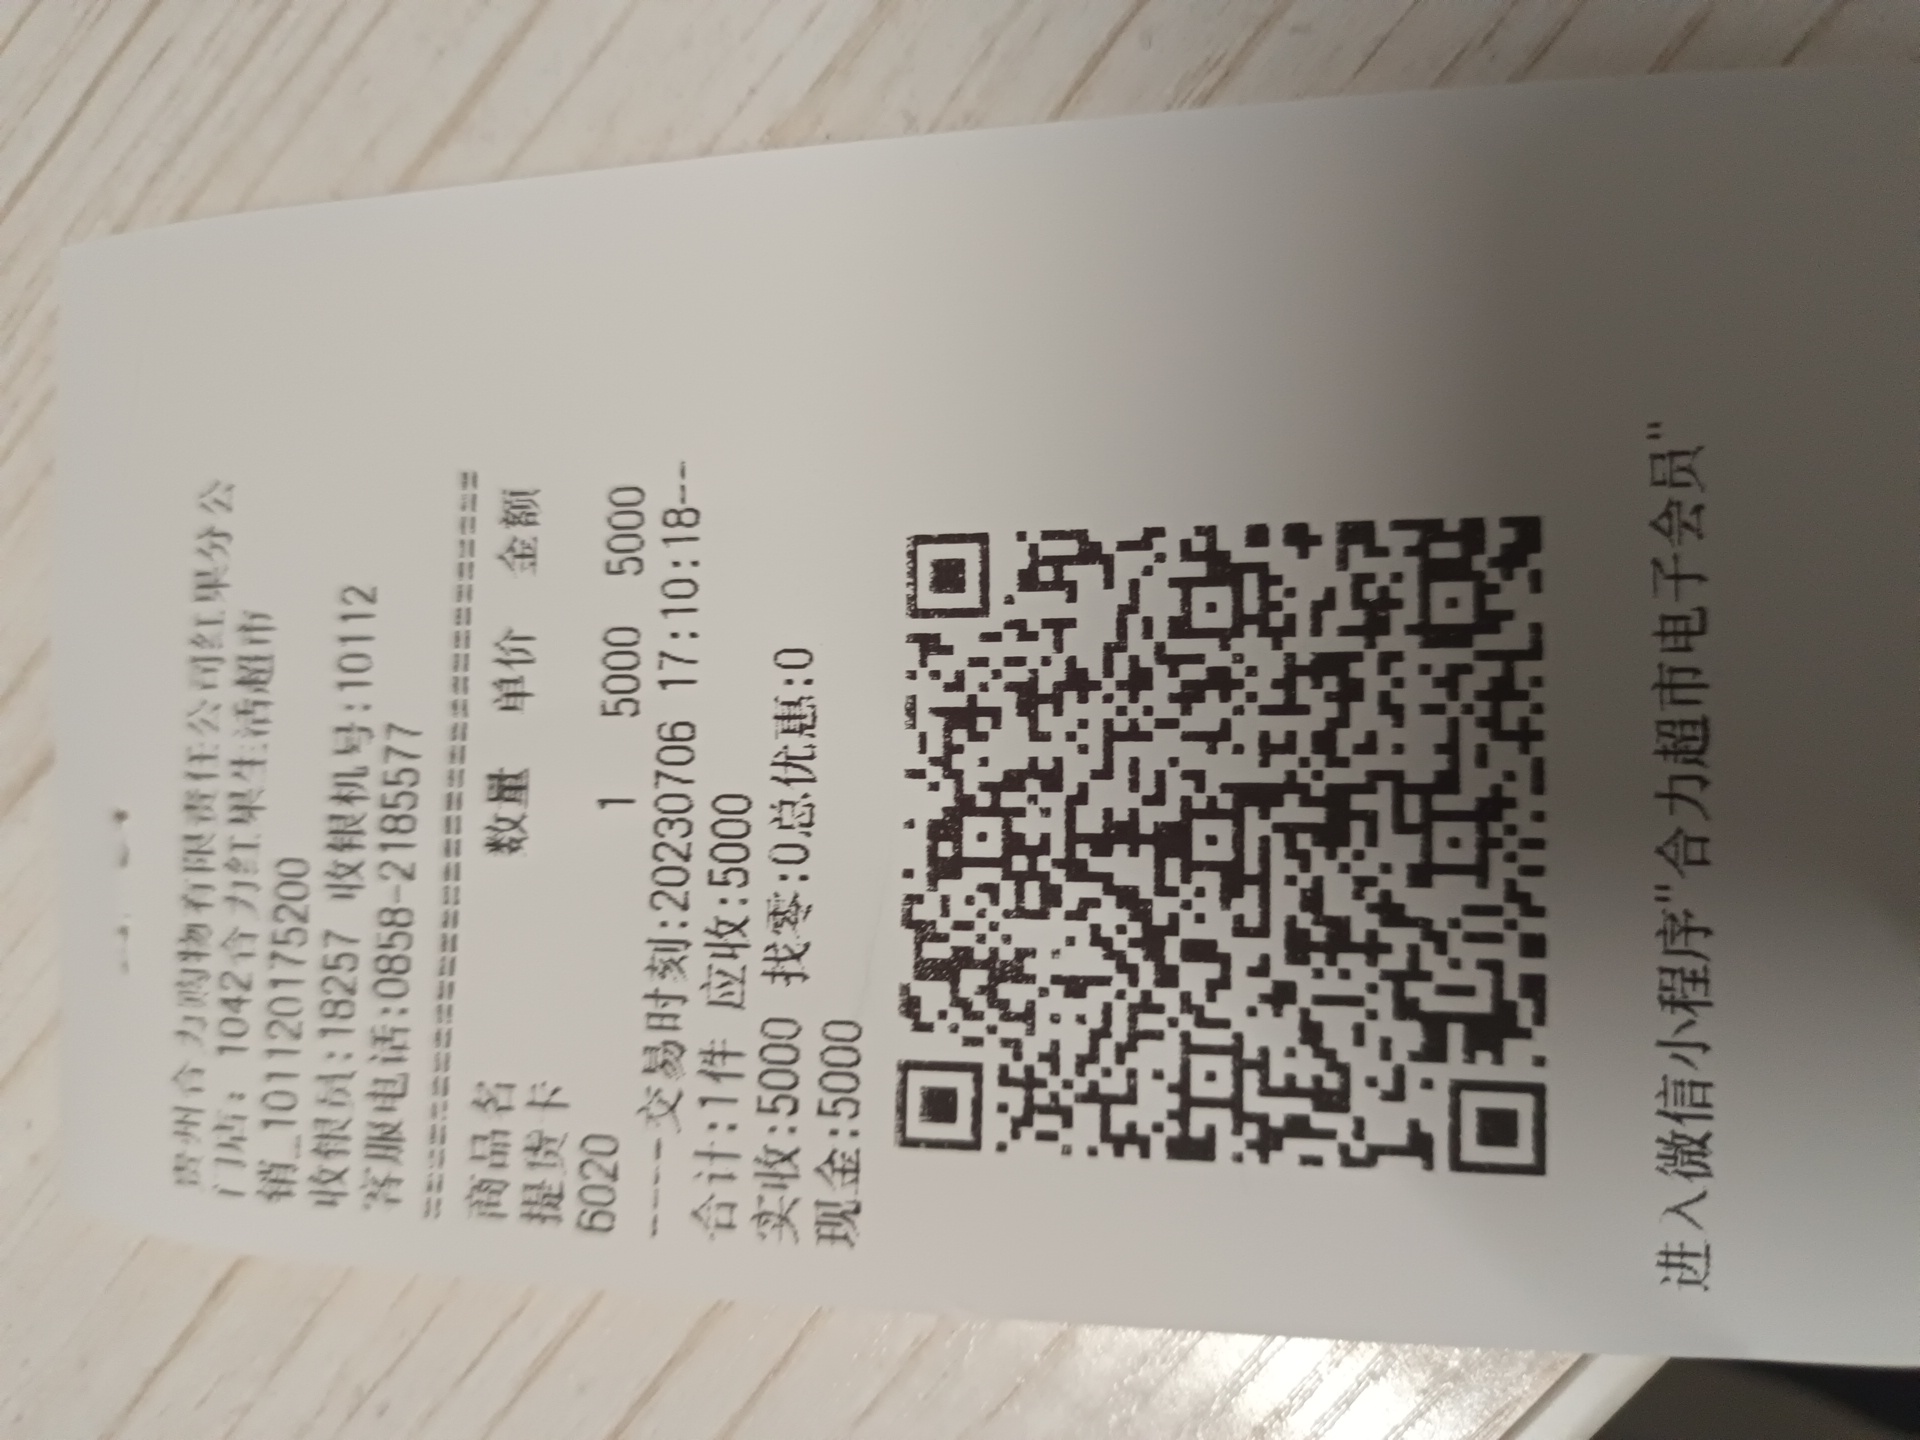 贵州合力购物有限责任公司红果分公
门店: 1042合力红果生活超市
销_101120175200
收银员:18257 收银机号:10112
客服电话:0858-2185577
================================
商品名 数量 单价 金额
提货卡
6020 1 5000 5000
----交易时刻:20230706 17:10:18---
合计:1件 应收:5000
实收:5000 找零:0总优惠:0
现金:5000
进入微信小程序"合力超市电子会员"